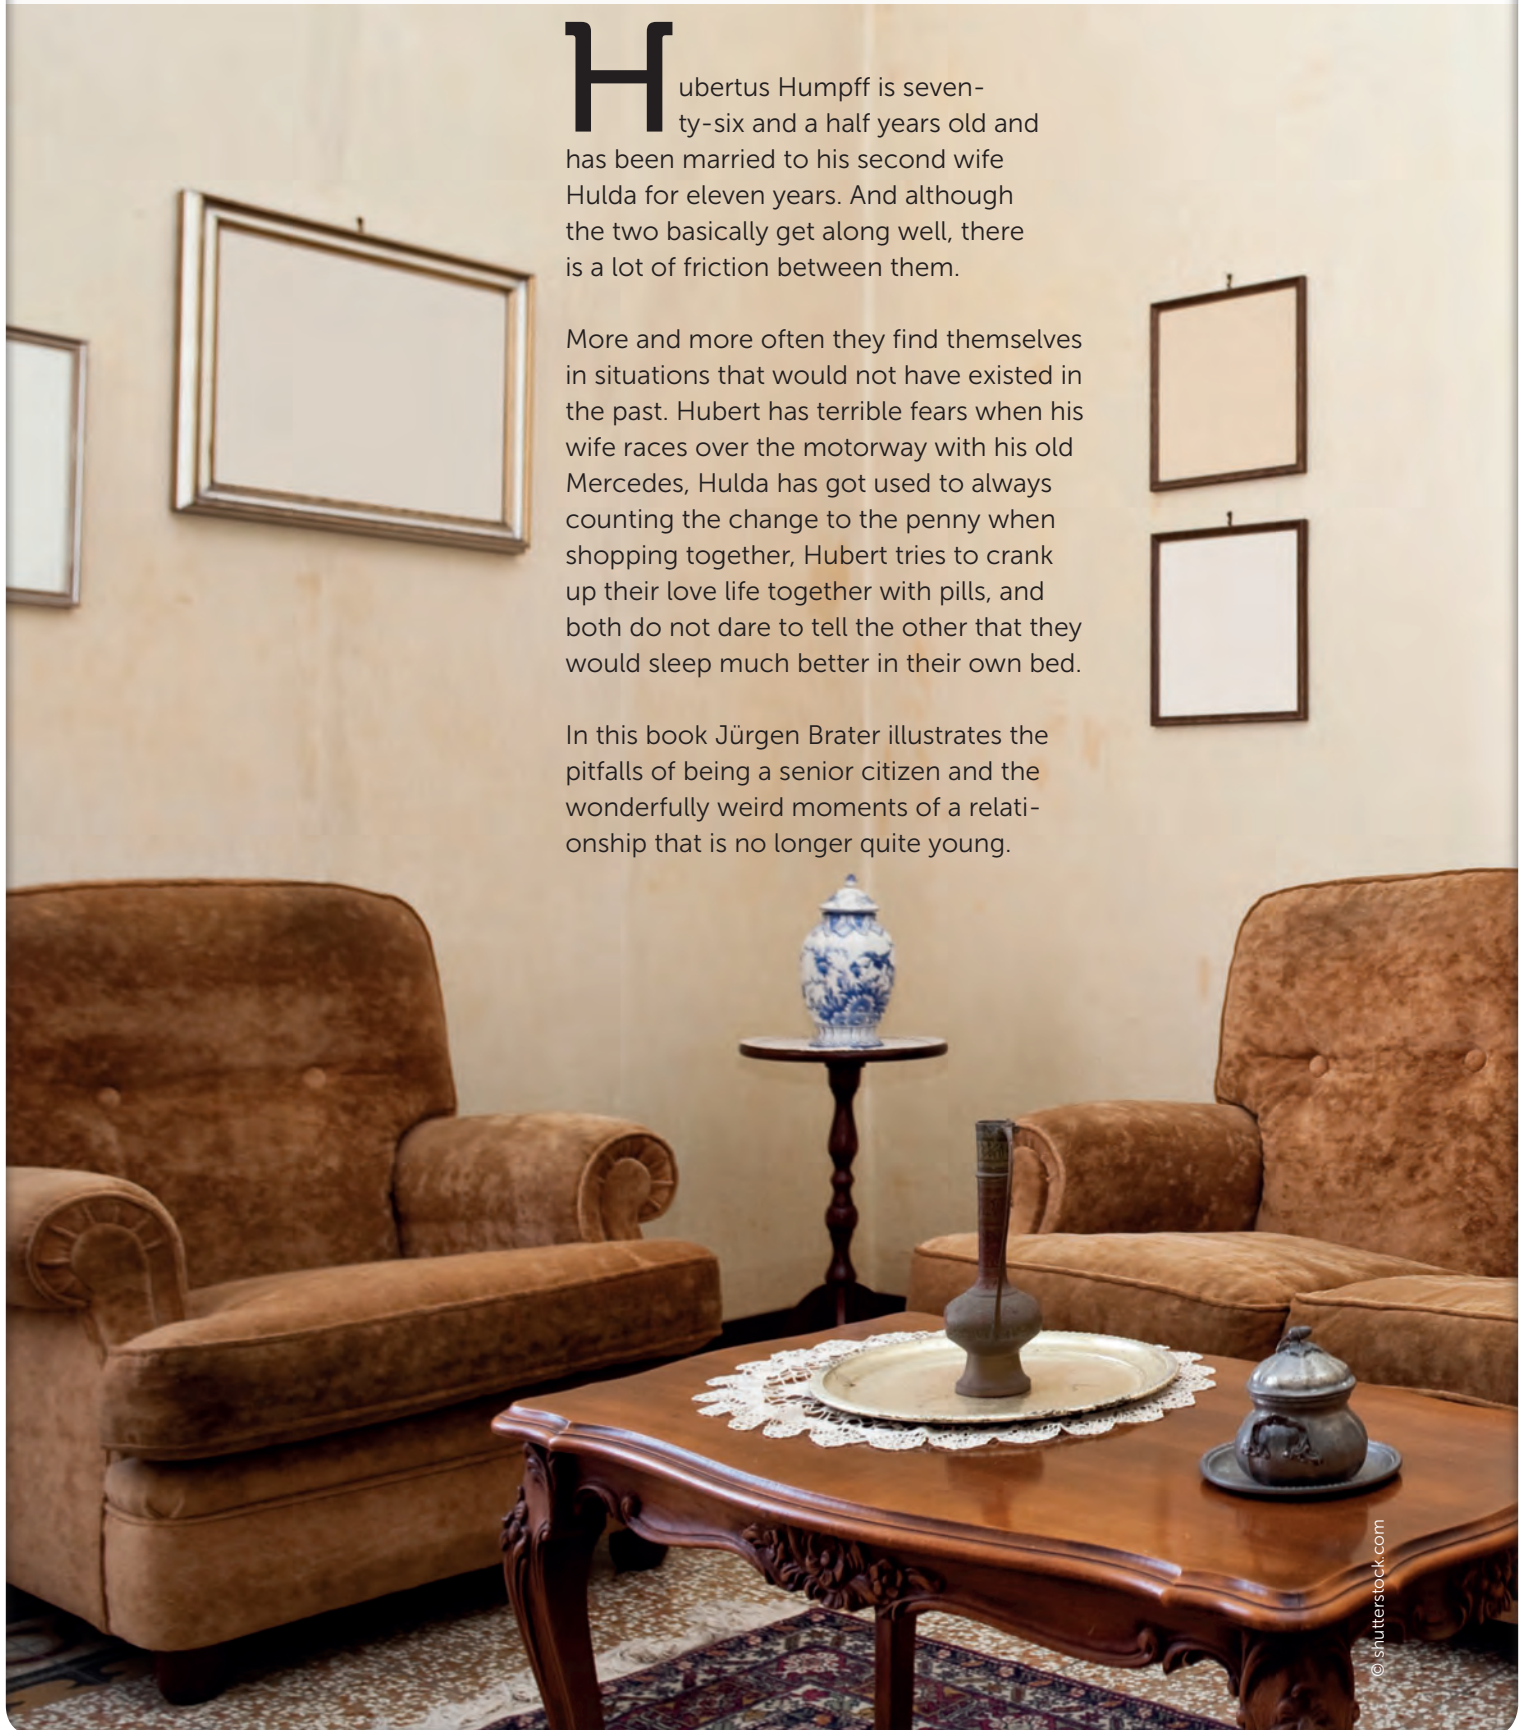 Hubertus Humpff is seven-
ty-six and a half years old and
has been married to his second wife
Hulda for eleven years. And although
the two basically get along well, there
is a lot of friction between them.
More and more often they find themselves
in situations that would not have existed in
the past. Hubert has terrible fears when his
wife races over the motorway with his old
Mercedes, Hulda has got used to always
counting the change to the penny when
shopping together, Hubert tries to crank
up their love life together with pills, and
both do not dare to tell the other that they
would sleep much better in their own bed.
In this book Jürgen Brater illustrates the
pitfalls of being a senior citizen and the
wonderfully weird moments of a relati-
onship that is no longer quite young.
© shutterstock.com